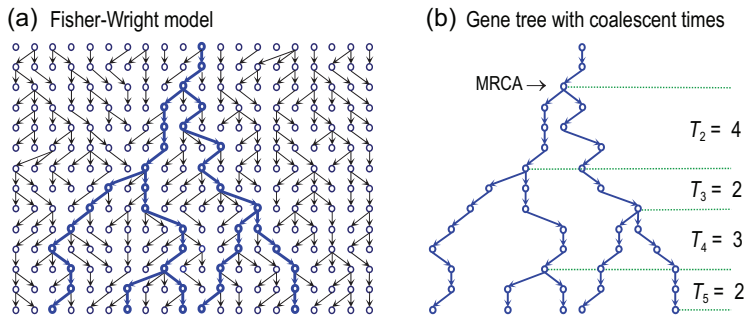 (a) Fisher-Wright model
(b) Gene tree with coalescent times
MRCA →
T₂ = 4
T₃ = 2
T₄ = 3
T₅ = 2